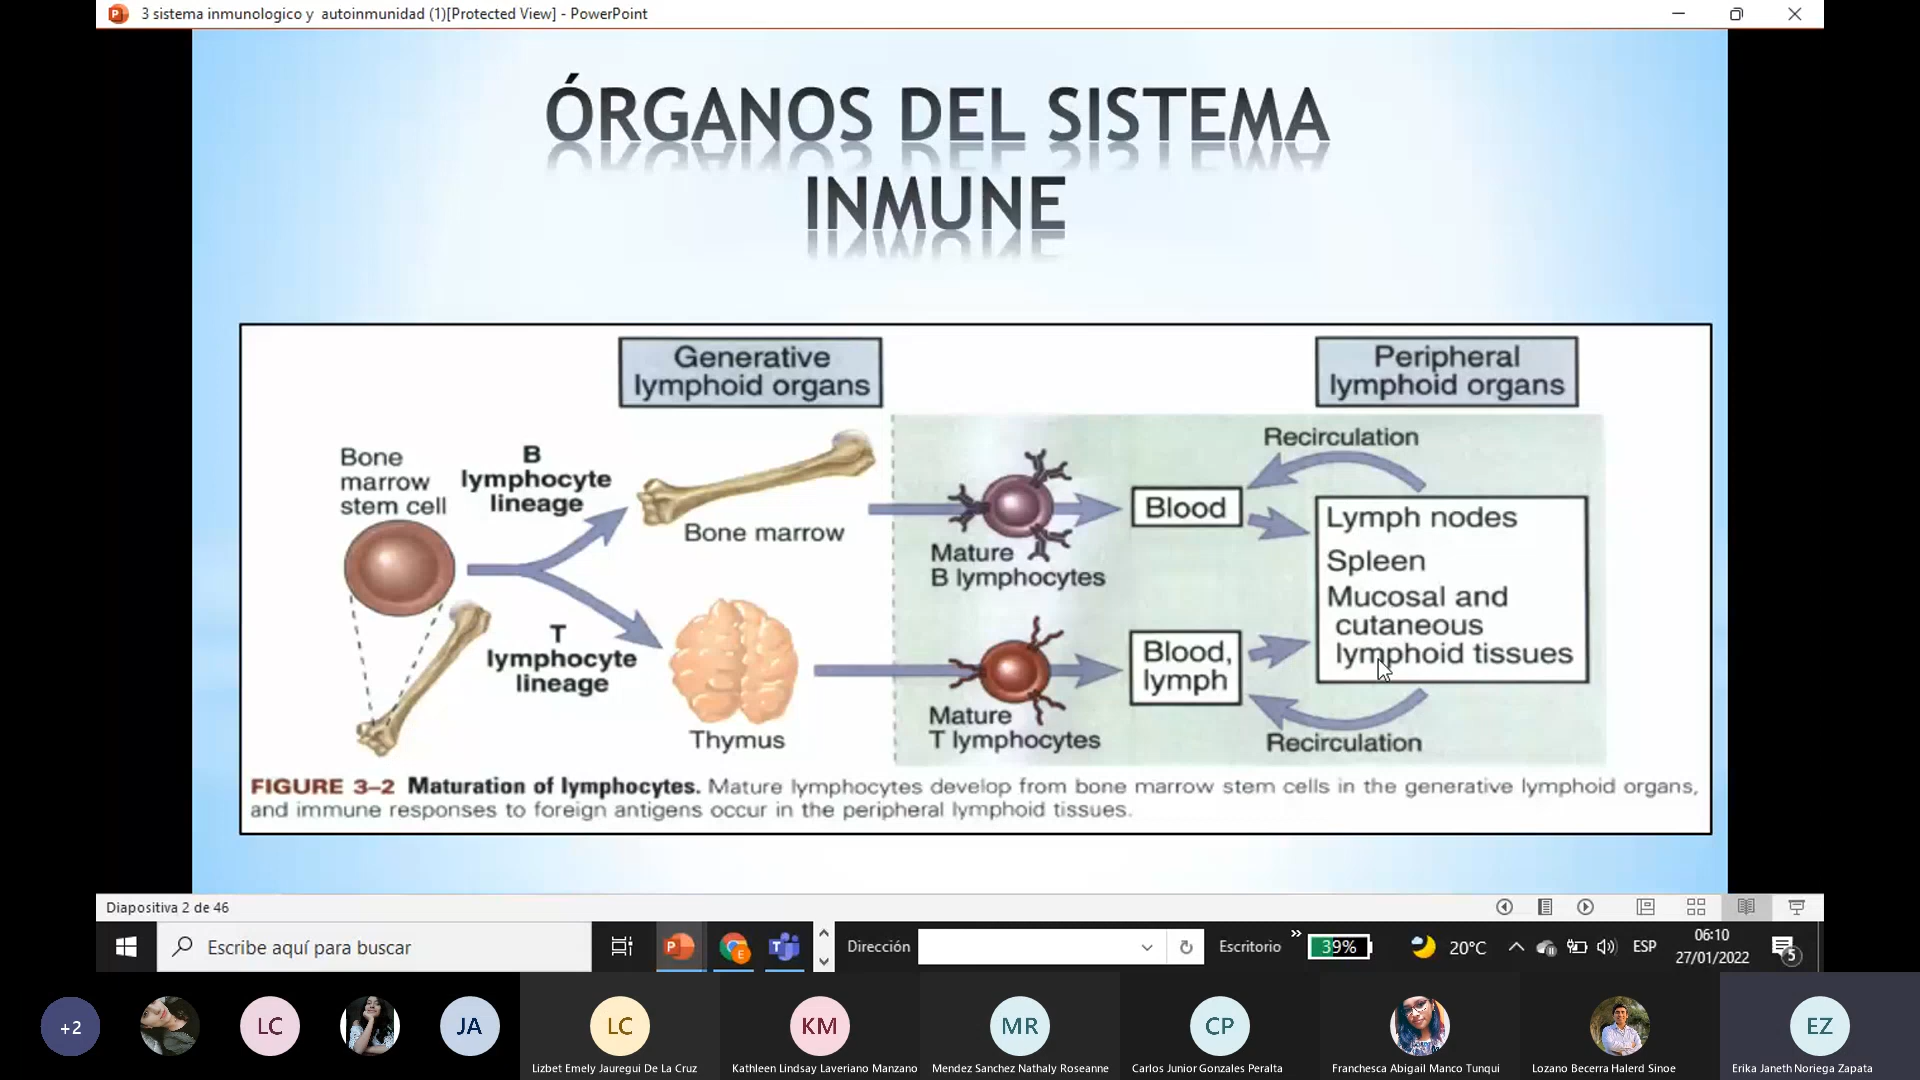 3 sistema inmunologico y  autoinmunidad (1)[Protected View] - PowerPoint
ÓRGANOS DEL SISTEMA
INMUNE
Generative
lymphoid organs
Peripheral
lymphoid organs
Bone
marrow
stem cell
B
lymphocyte
lineage
Bone marrow
T
lymphocyte
lineage
Thymus
Mature
B lymphocytes
Mature
T lymphocytes
Blood
Blood,
lymph
Recirculation
Lymph nodes
Spleen
Mucosal and
cutaneous
lymphoid tissues
Recirculation
FIGURE 3–2 Maturation of lymphocytes. Mature lymphocytes develop from bone marrow stem cells in the generative lymphoid organs,
and immune responses to foreign antigens occur in the peripheral lymphoid tissues.
Diapositiva 2 de 46
Escribe aquí para buscar
Dirección
Escritorio
»
39%
20°C
ESP
06:10
27/01/2022
5
+2
LC
JA
LC
KM
MR
CP
EZ
Lizbet Emely Jauregui De La Cruz
Kathleen Lindsay Laveriano Manzano
Mendez Sanchez Nathaly Roseanne
Carlos Junior Gonzales Peralta
Franchesca Abigail Manco Tunqui
Lozano Becerra Halerd Sinoe
Erika Janeth Noriega Zapata